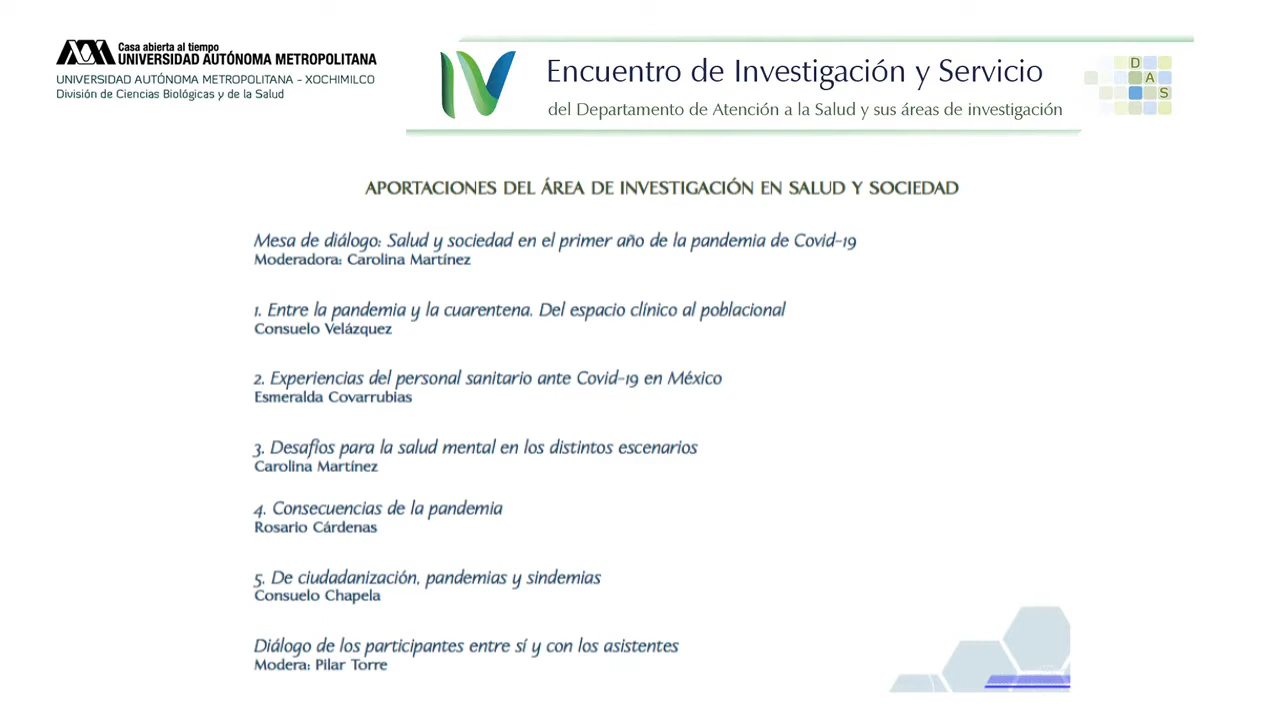 Casa abierta al tiempo
UNIVERSIDAD AUTÓNOMA METROPOLITANA
UNIVERSIDAD AUTÓNOMA METROPOLITANA - XOCHIMILCO
División de Ciencias Biológicas y de la Salud
IV
Encuentro de Investigación y Servicio
del Departamento de Atención a la Salud y sus áreas de investigación
D
A
S
APORTACIONES DEL ÁREA DE INVESTIGACIÓN EN SALUD Y SOCIEDAD
Mesa de diálogo: Salud y sociedad en el primer año de la pandemia de Covid-19
Moderadora: Carolina Martínez
1. Entre la pandemia y la cuarentena. Del espacio clínico al poblacional
Consuelo Velázquez
2. Experiencias del personal sanitario ante Covid-19 en México
Esmeralda Covarrubias
3. Desafíos para la salud mental en los distintos escenarios
Carolina Martínez
4. Consecuencias de la pandemia
Rosario Cárdenas
5. De ciudadanización, pandemias y sindemias
Consuelo Chapela
Diálogo de los participantes entre sí y con los asistentes
Modera: Pilar Torre